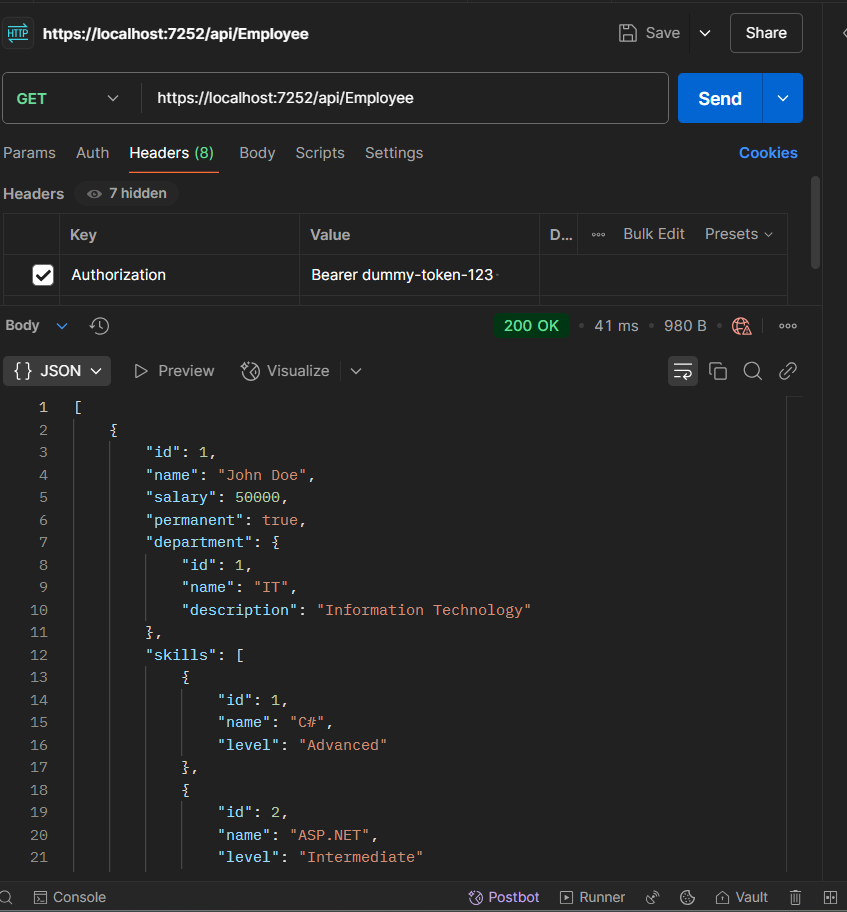 HTTP https://localhost:7252/api/Employee Save Share
GET https://localhost:7252/api/Employee Send
Params Auth Headers (8) Body Scripts Settings Cookies
Headers 7 hidden
Key Value D... Bulk Edit Presets
Authorization Bearer dummy-token-123
Body 200 OK • 41 ms • 980 B •
{} JSON Preview Visualize
1 [
2 {
3 "id": 1,
4 "name": "John Doe",
5 "salary": 50000,
6 "permanent": true,
7 "department": {
8 "id": 1,
9 "name": "IT",
10 "description": "Information Technology"
11 },
12 "skills": [
13 {
14 "id": 1,
15 "name": "C#",
16 "level": "Advanced"
17 },
18 {
19 "id": 2,
20 "name": "ASP.NET",
21 "level": "Intermediate"
Console Postbot Runner Vault